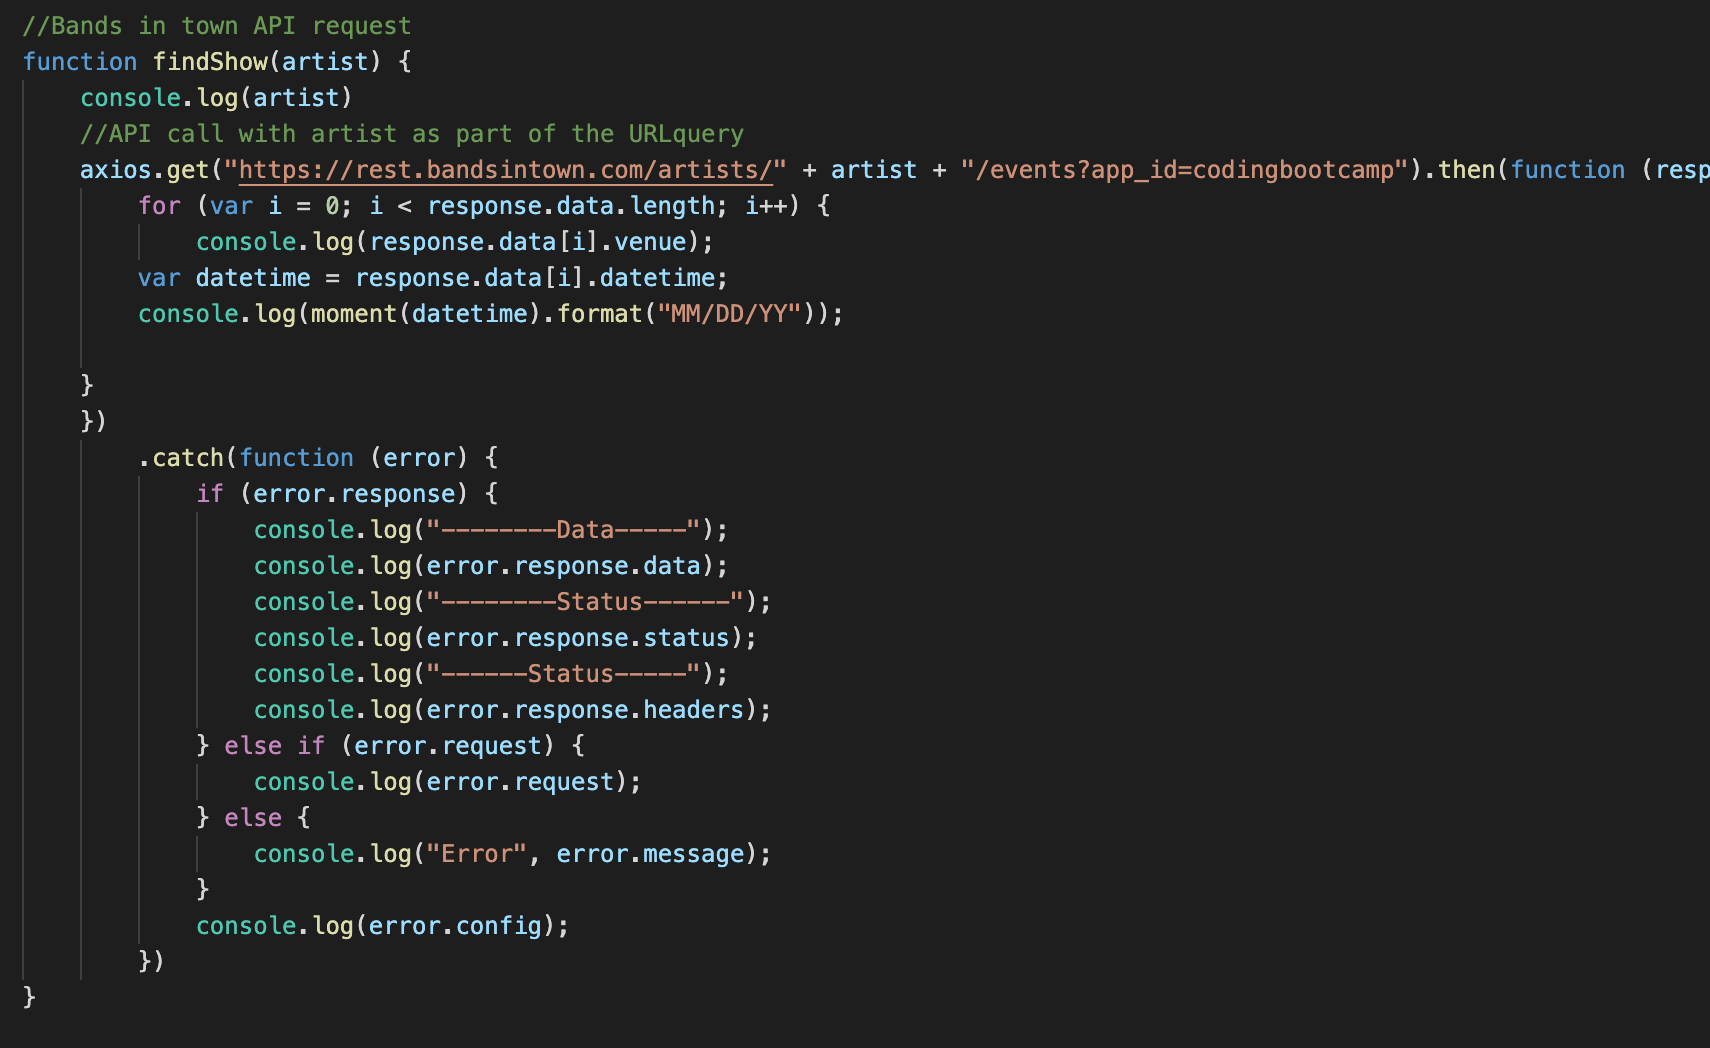 //Bands in town API request
function findShow(artist) {
    console.log(artist)
    //API call with artist as part of the URLquery
    axios.get("https://rest.bandsintown.com/artists/" + artist + "/events?app_id=codingbootcamp").then(function (resp
        for (var i = 0; i < response.data.length; i++) {
            console.log(response.data[i].venue);
        var datetime = response.data[i].datetime;
        console.log(moment(datetime).format("MM/DD/YY"));
    }
    })
        .catch(function (error) {
            if (error.response) {
                console.log("--------Data-----");
                console.log(error.response.data);
                console.log("--------Status------");
                console.log(error.response.status);
                console.log("------Status-----");
                console.log(error.response.headers);
            } else if (error.request) {
                console.log(error.request);
            } else {
                console.log("Error", error.message);
            }
            console.log(error.config);
        })
}